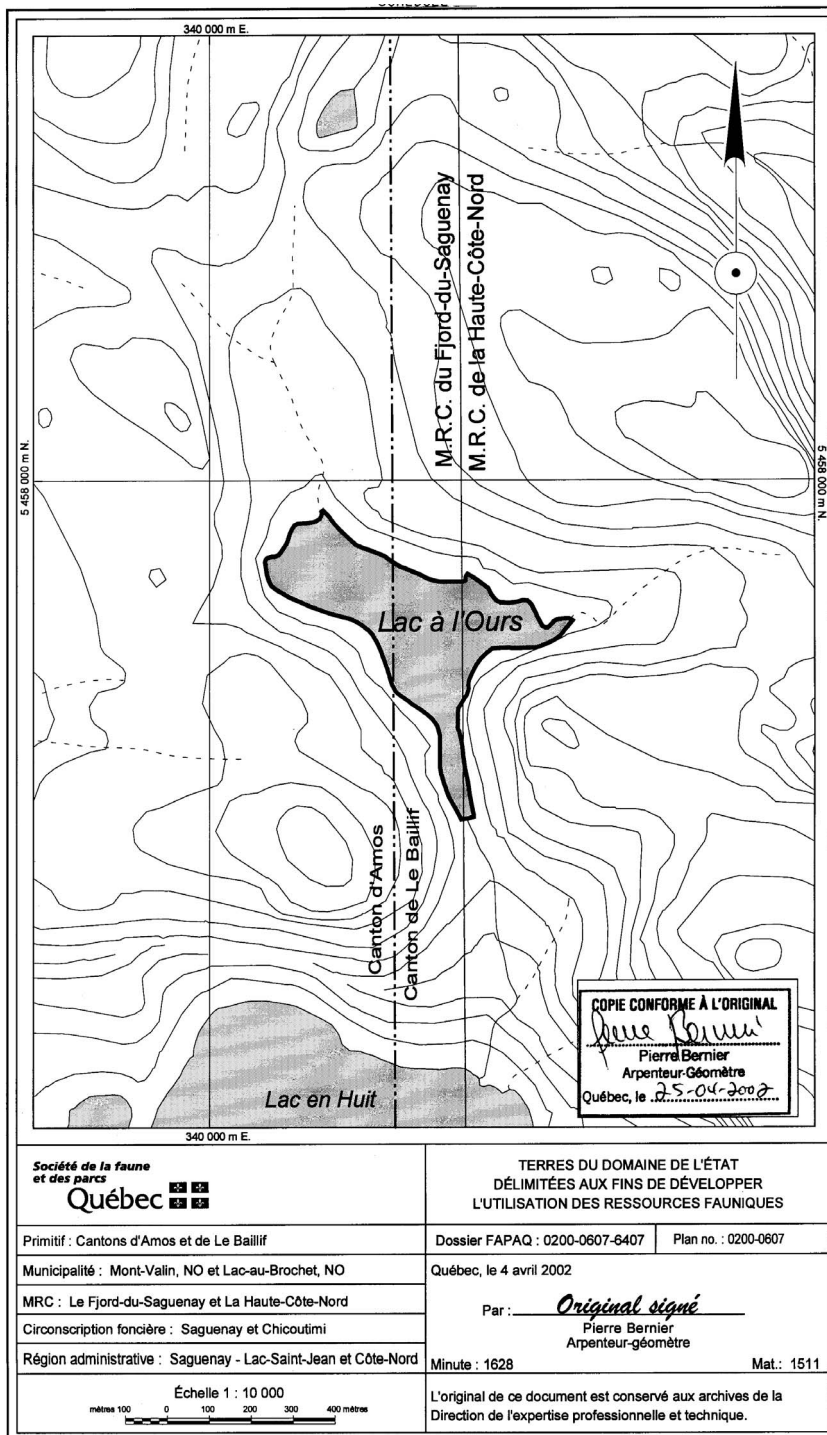 340 000 m E.
M.R.C. du Fjord-du-Saguenay
M.R.C. de la Haute-Côte-Nord
5 458 000 m N.
5 458 000 m N.
Lac à l'Ours
Canton d'Amos
Canton de Le Baillif
Lac en Huit
COPIE CONFORME À L'ORIGINAL
Pierre Bernier
Pierre Bernier
Arpenteur-Géomètre
Québec, le 25-04-2002
340 000 m E.
Société de la faune
et des parcs
Québec
TERRES DU DOMAINE DE L'ÉTAT
DÉLIMITÉES AUX FINS DE DÉVELOPPER
L'UTILISATION DES RESSOURCES FAUNIQUES
Primitif : Cantons d'Amos et de Le Baillif
Dossier FAPAQ : 0200-0607-6407
Plan no. : 0200-0607
Municipalité : Mont-Valin, NO et Lac-au-Brochet, NO
MRC : Le Fjord-du-Saguenay et La Haute-Côte-Nord
Circonscription foncière : Saguenay et Chicoutimi
Région administrative : Saguenay - Lac-Saint-Jean et Côte-Nord
Québec, le 4 avril 2002
Par : Original signé
Pierre Bernier
Arpenteur-géomètre
Minute : 1628
Mat.: 1511
Échelle 1 : 10 000
mètres 100 0 100 200 300 400 mètres
L'original de ce document est conservé aux archives de la
Direction de l'expertise professionnelle et technique.